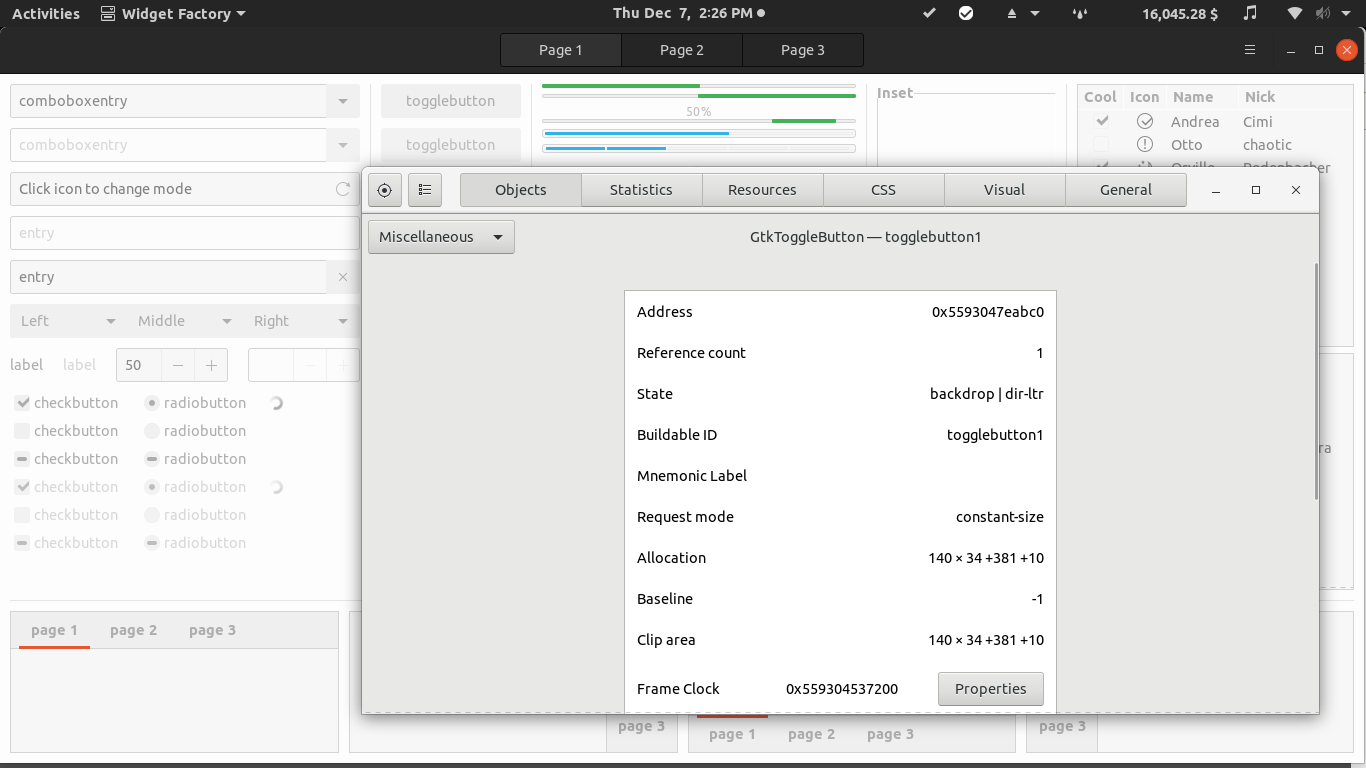 Activities Widget Factory Thu Dec 7, 2:26 PM 16,045.28 $
Page 1 Page 2 Page 3
comboboxentry
comboboxentry
Click icon to change mode
entry
entry
Left Middle Right
label label 50
checkbutton radiobutton
checkbutton radiobutton
checkbutton radiobutton
checkbutton radiobutton
checkbutton radiobutton
checkbutton radiobutton
page 1 page 2 page 3
togglebutton
togglebutton
50%
Inset
Cool Icon Name Nick
Andrea Cimi
Otto chaotic
Objects Statistics Resources CSS Visual General
Miscellaneous GtkToggleButton — togglebutton1
Address 0x5593047eabc0
Reference count 1
State backdrop | dir-ltr
Buildable ID togglebutton1
Mnemonic Label
Request mode constant-size
Allocation 140 × 34 +381 +10
Baseline -1
Clip area 140 × 34 +381 +10
Frame Clock 0x559304537200 Properties
page 3
page 1 page 2 page 3
page 3